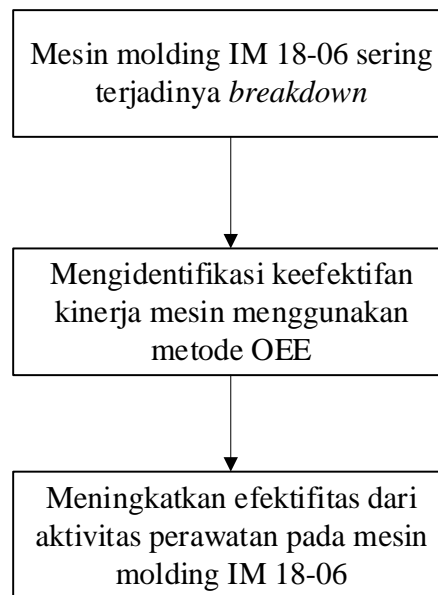 Mesin molding IM 18-06 sering
terjadinya breakdown
Mengidentifikasi keefektifan
kinerja mesin menggunakan
metode OEE
Meningkatkan efektifitas dari
aktivitas perawatan pada mesin
molding IM 18-06